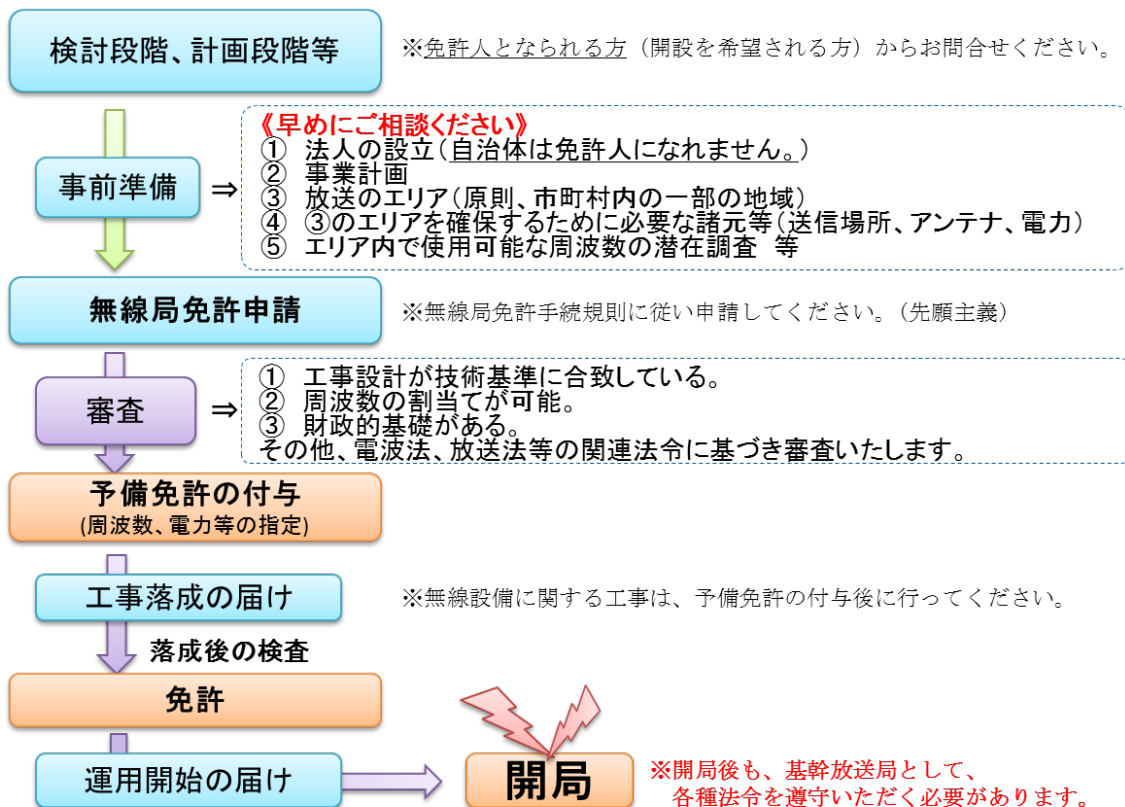 検討段階、計画段階等
※免許人となられる方（開設を希望される方）からお問合せください。
《早めにご相談ください》
① 法人の設立（自治体は免許人になれません。）
② 事業計画
③ 放送のエリア（原則、市町村内の一部の地域）
④ ③のエリアを確保するために必要な諸元等（送信場所、アンテナ、電力）
⑤ エリア内で使用可能な周波数の潜在調査 等
事前準備 ⇒
無線局免許申請
※無線局免許手続規則に従い申請してください。（先願主義）
① 工事設計が技術基準に合致している。
② 周波数の割当てが可能。
③ 財政的基礎がある。
その他、電波法、放送法等の関連法令に基づき審査いたします。
審査 ⇒
予備免許の付与
(周波数、電力等の指定)
工事落成の届け
※無線設備に関する工事は、予備免許の付与後に行ってください。
落成後の検査
免許
運用開始の届け
開局
※開局後も、基幹放送局として、
各種法令を遵守いただく必要があります。